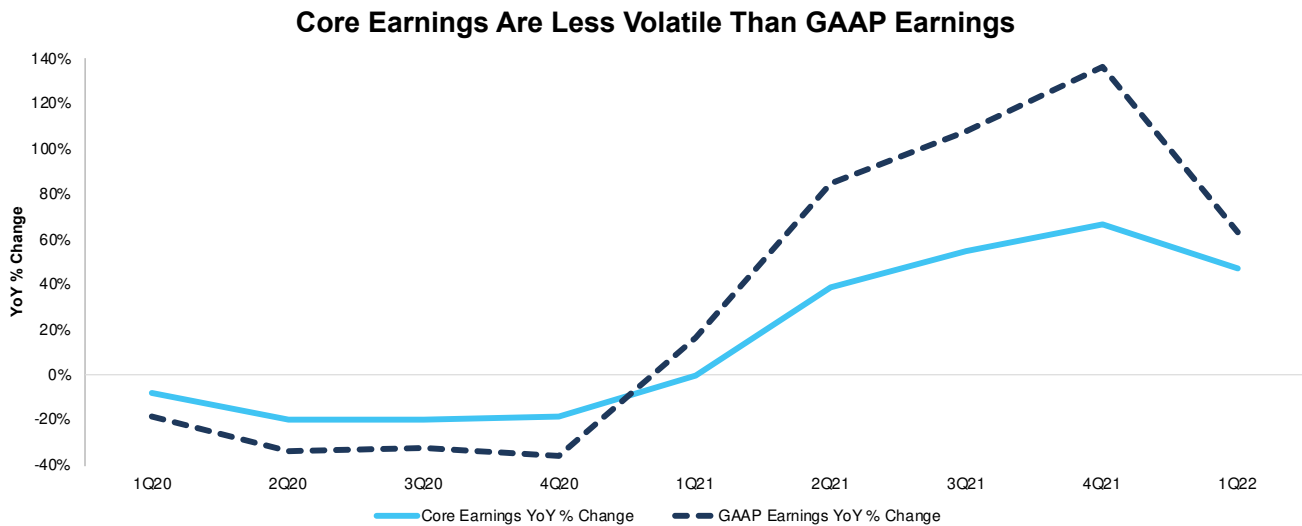 Core Earnings Are Less Volatile Than GAAP Earnings
140%
120%
100%
80%
60%
40%
20%
0%
-20%
-40%
YoY % Change
1Q20 2Q20 3Q20 4Q20 1Q21 2Q21 3Q21 4Q21 1Q22
Core Earnings YoY % Change GAAP Earnings YoY % Change